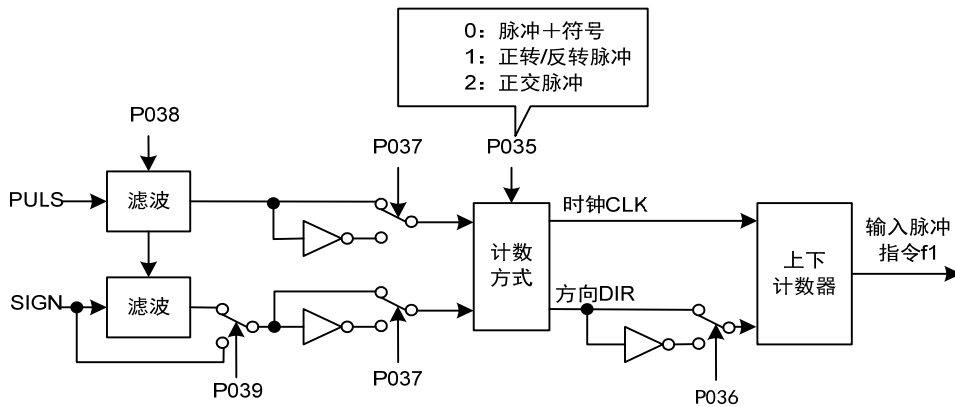 0：脉冲＋符号
1：正转/反转脉冲
2：正交脉冲
P038
P037
P035
PULS
滤波
时钟CLK
输入脉冲
指令f1
计数
方式
上下
计数器
SIGN
滤波
方向DIR
P039
P037
P036